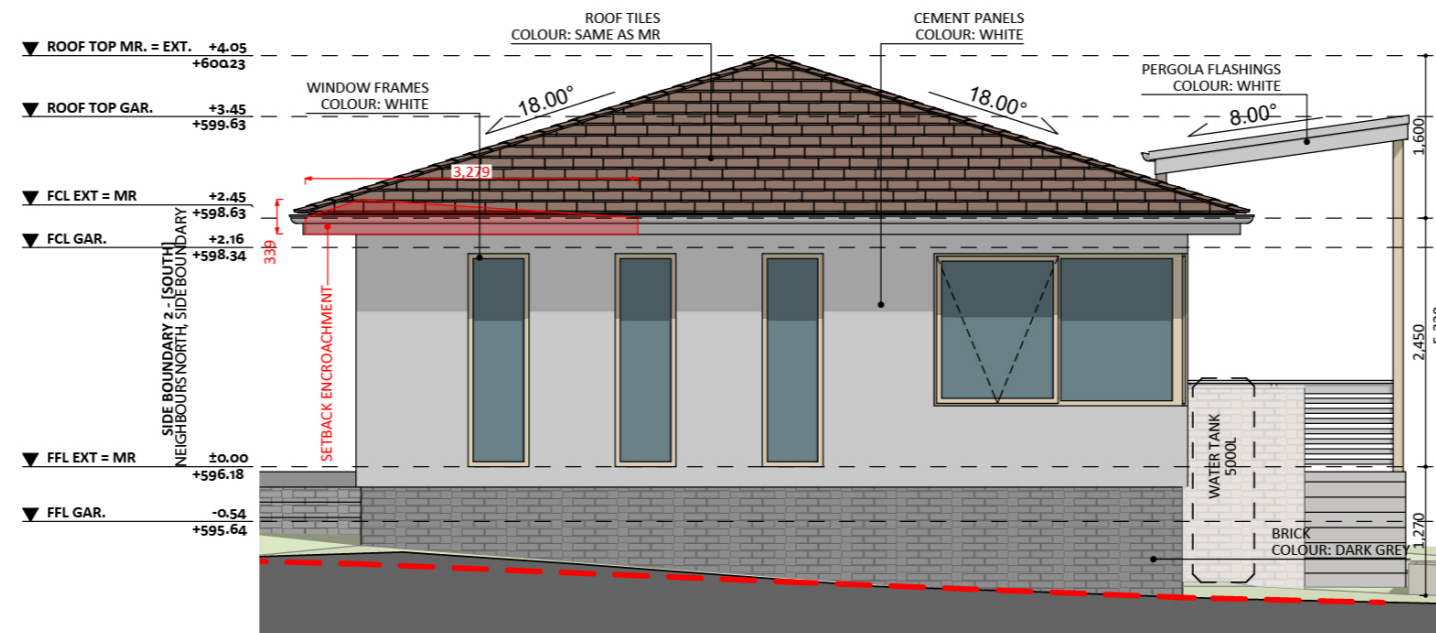 ROOF TILES
COLOUR: SAME AS MR
CEMENT PANELS
COLOUR: WHITE
ROOF TOP MR. = EXT. +4.05
+600.23
PERGOLA FLASHINGS
COLOUR: WHITE
WINDOW FRAMES
COLOUR: WHITE
18.00°
18.00°
8.00°
ROOF TOP GAR. +3.45
+599.63
1,600
3,279
FCL EXT = MR +2.45
+598.63
FCL GAR. +2.16
+598.34
339
SIDE BOUNDARY 2 - [SOUTH]
NEIGHBOURS NORTH, SIDE BOUNDARY
SETBACK ENCROACHMENT
2,450
WATER TANK
5000L
FFL EXT = MR ±0.00
+596.18
FFL GAR. -0.54
+595.64
1,270
BRICK
COLOUR: DARK GREY